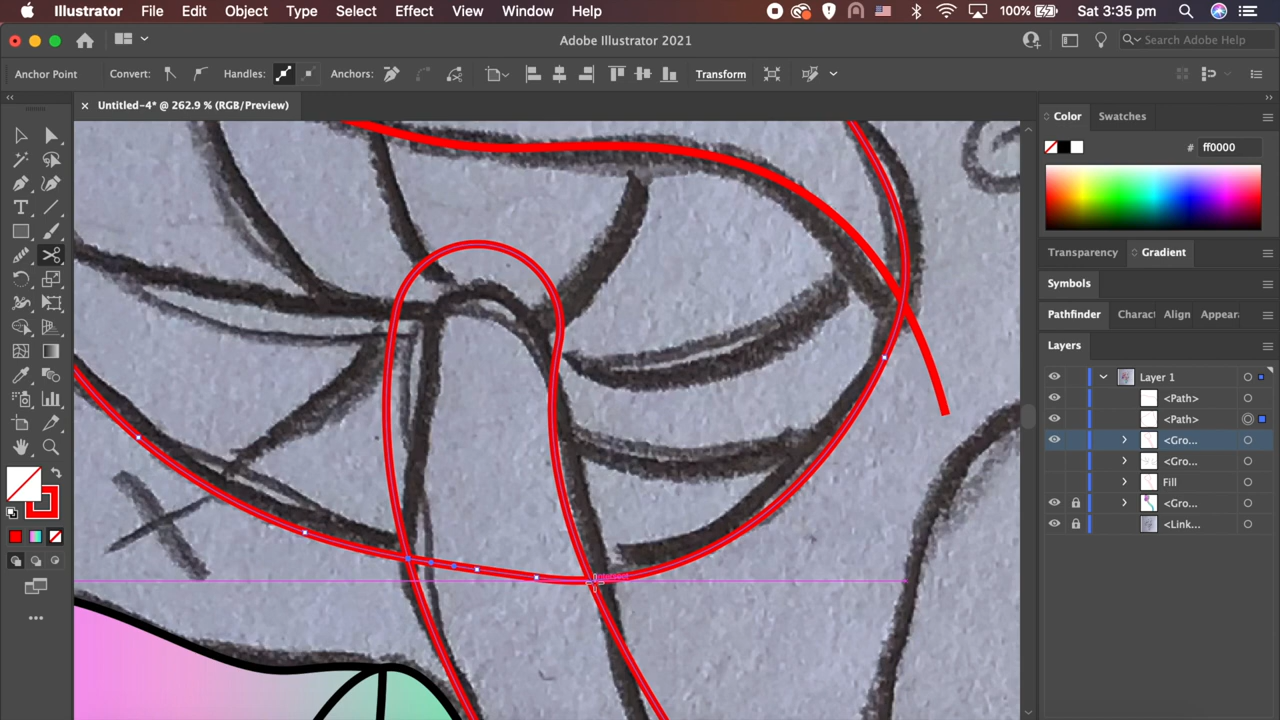 Illustrator File Edit Object Type Select Effect View Window Help 100% Sat 3:35 pm
Adobe Illustrator 2021
Search Adobe Help
Anchor Point Convert: Handles: Anchors: Transform
× Untitled-4* @ 262.9 % (RGB/Preview)
Color Swatches
# ff0000
Transparency Gradient
Symbols
Pathfinder Charact Align Appear
Layers
Layer 1
<Path>
<Path>
<Gro...
<Gro...
Fill
<Gro...
<Link...
intersect